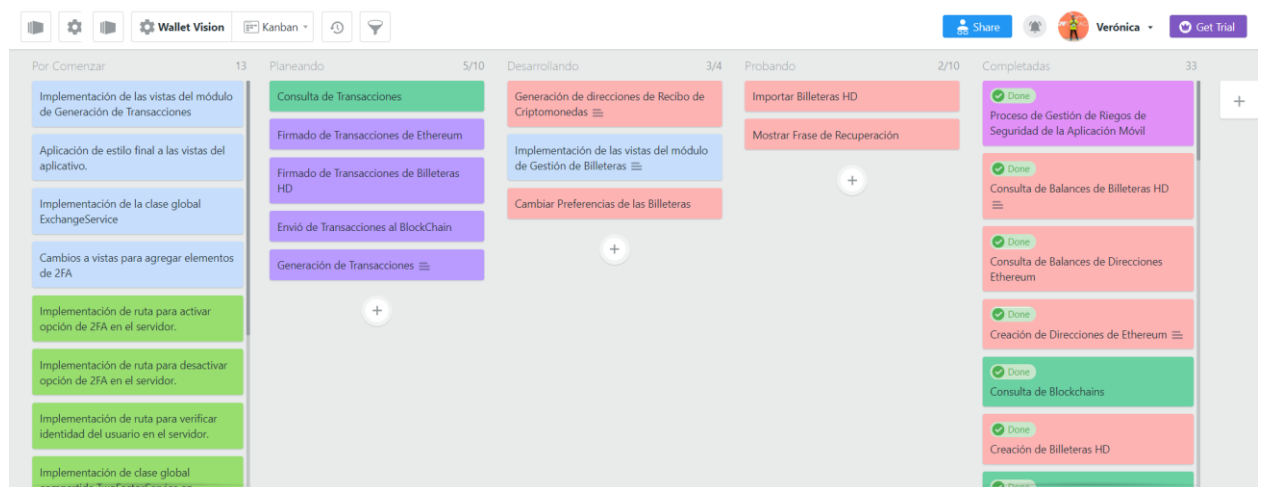 Wallet Vision
Kanban
Share
Verónica
Get Trial
Por Comenzar 13
Implementación de las vistas del módulo
de Generación de Transacciones
Aplicación de estilo final a las vistas del
aplicativo.
Implementación de la clase global
ExchangeService
Cambios a vistas para agregar elementos
de 2FA
Implementación de ruta para activar
opción de 2FA en el servidor.
Implementación de ruta para desactivar
opción de 2FA en el servidor.
Implementación de ruta para verificar
identidad del usuario en el servidor.
Implementación de clase global
Planeando 5/10
Consulta de Transacciones
Firmado de Transacciones de Ethereum
Firmado de Transacciones de Billeteras
HD
Envió de Transacciones al BlockChain
Generación de Transacciones
Desarrollando 3/4
Generación de direcciones de Recibo de
Criptomonedas
Implementación de las vistas del módulo
de Gestión de Billeteras
Cambiar Preferencias de las Billeteras
Probando 2/10
Importar Billeteras HD
Mostrar Frase de Recuperación
Completadas 33
Done
Proceso de Gestión de Riegos de
Seguridad de la Aplicación Móvil
Done
Consulta de Balances de Billeteras HD
Done
Consulta de Balances de Direcciones
Ethereum
Done
Creación de Direcciones de Ethereum
Done
Consulta de Blockchains
Done
Creación de Billeteras HD
Done